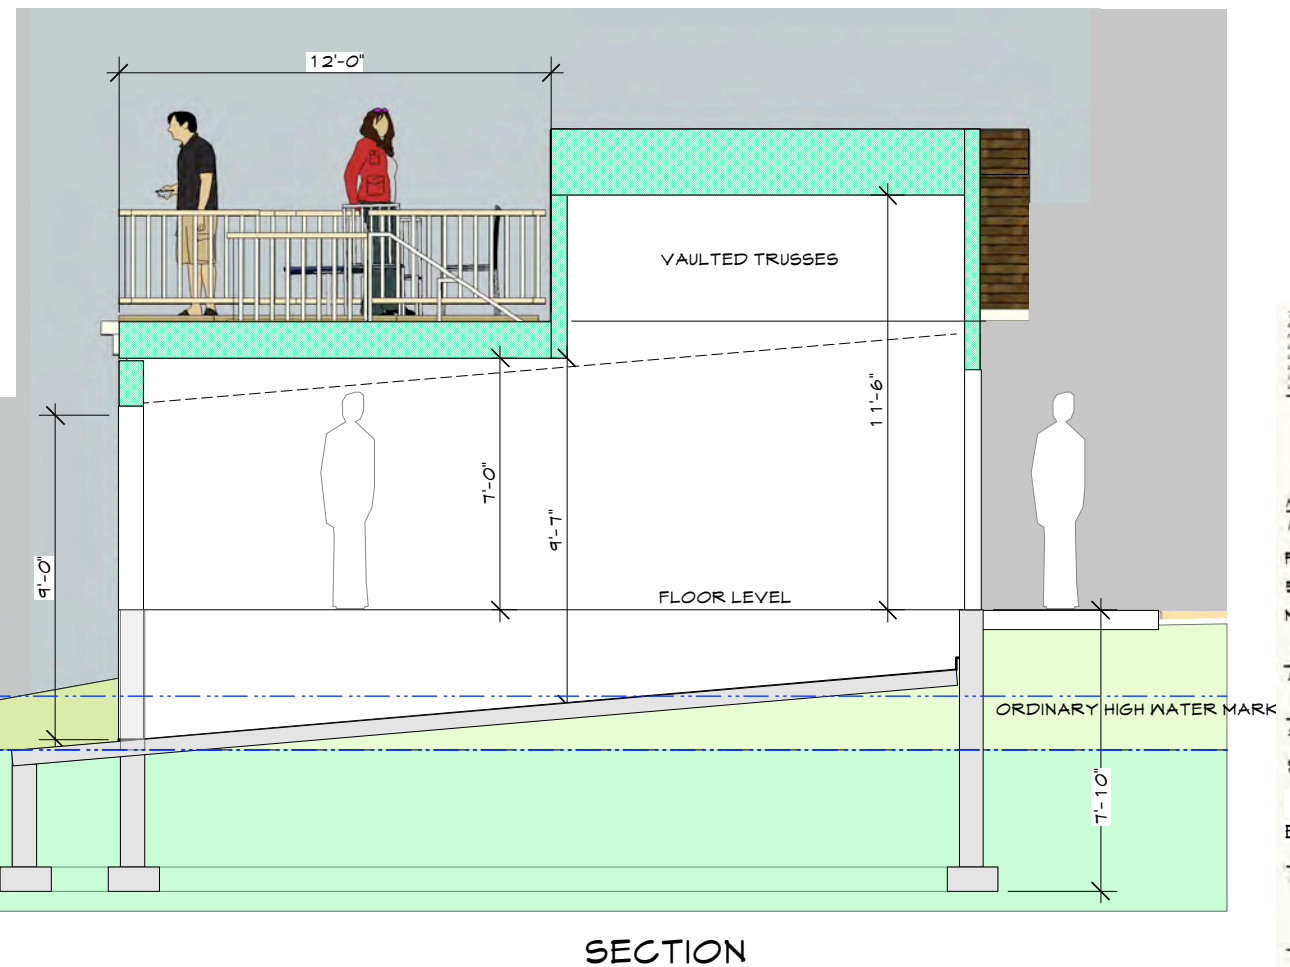 12'-0"
VAULTED TRUSSES
11'-6"
7'-0"
9'-7"
9'-0"
FLOOR LEVEL
ORDINARY HIGH WATER MARK
7'-10"
SECTION